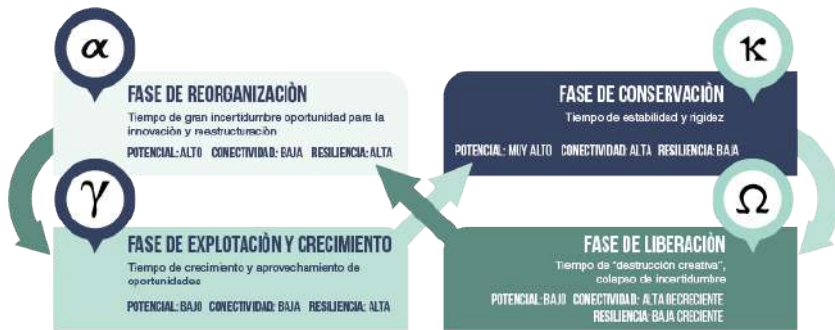 α
FASE DE REORGANIZACIÒN
Tiempo de gran incertidumbre oportunidad para la
innovación y reestructuración
POTENCIAL: ALTO CONECTIVIDAD: BAJA RESILIENCIA: ALTA
κ
FASE DE CONSERVACIÒN
Tiempo de estabilidad y rigidez
POTENCIAL: MUY ALTO CONECTIVIDAD: ALTA RESILIENCIA: BAJA
γ
FASE DE EXPLOTACIÒN Y CRECIMIENTO
Tiempo de crecimiento y aprovechamiento de
oportunidades
POTENCIAL: BAJO CONECTIVIDAD: BAJA RESILIENCIA: ALTA
Ω
FASE DE LIBERACIÒN
Tiempo de "destrucción creativa",
colapso de incertidumbre
POTENCIAL: BAJO CONECTIVIDAD: ALTA DECRECIENTE
RESILIENCIA: BAJA CRECIENTE